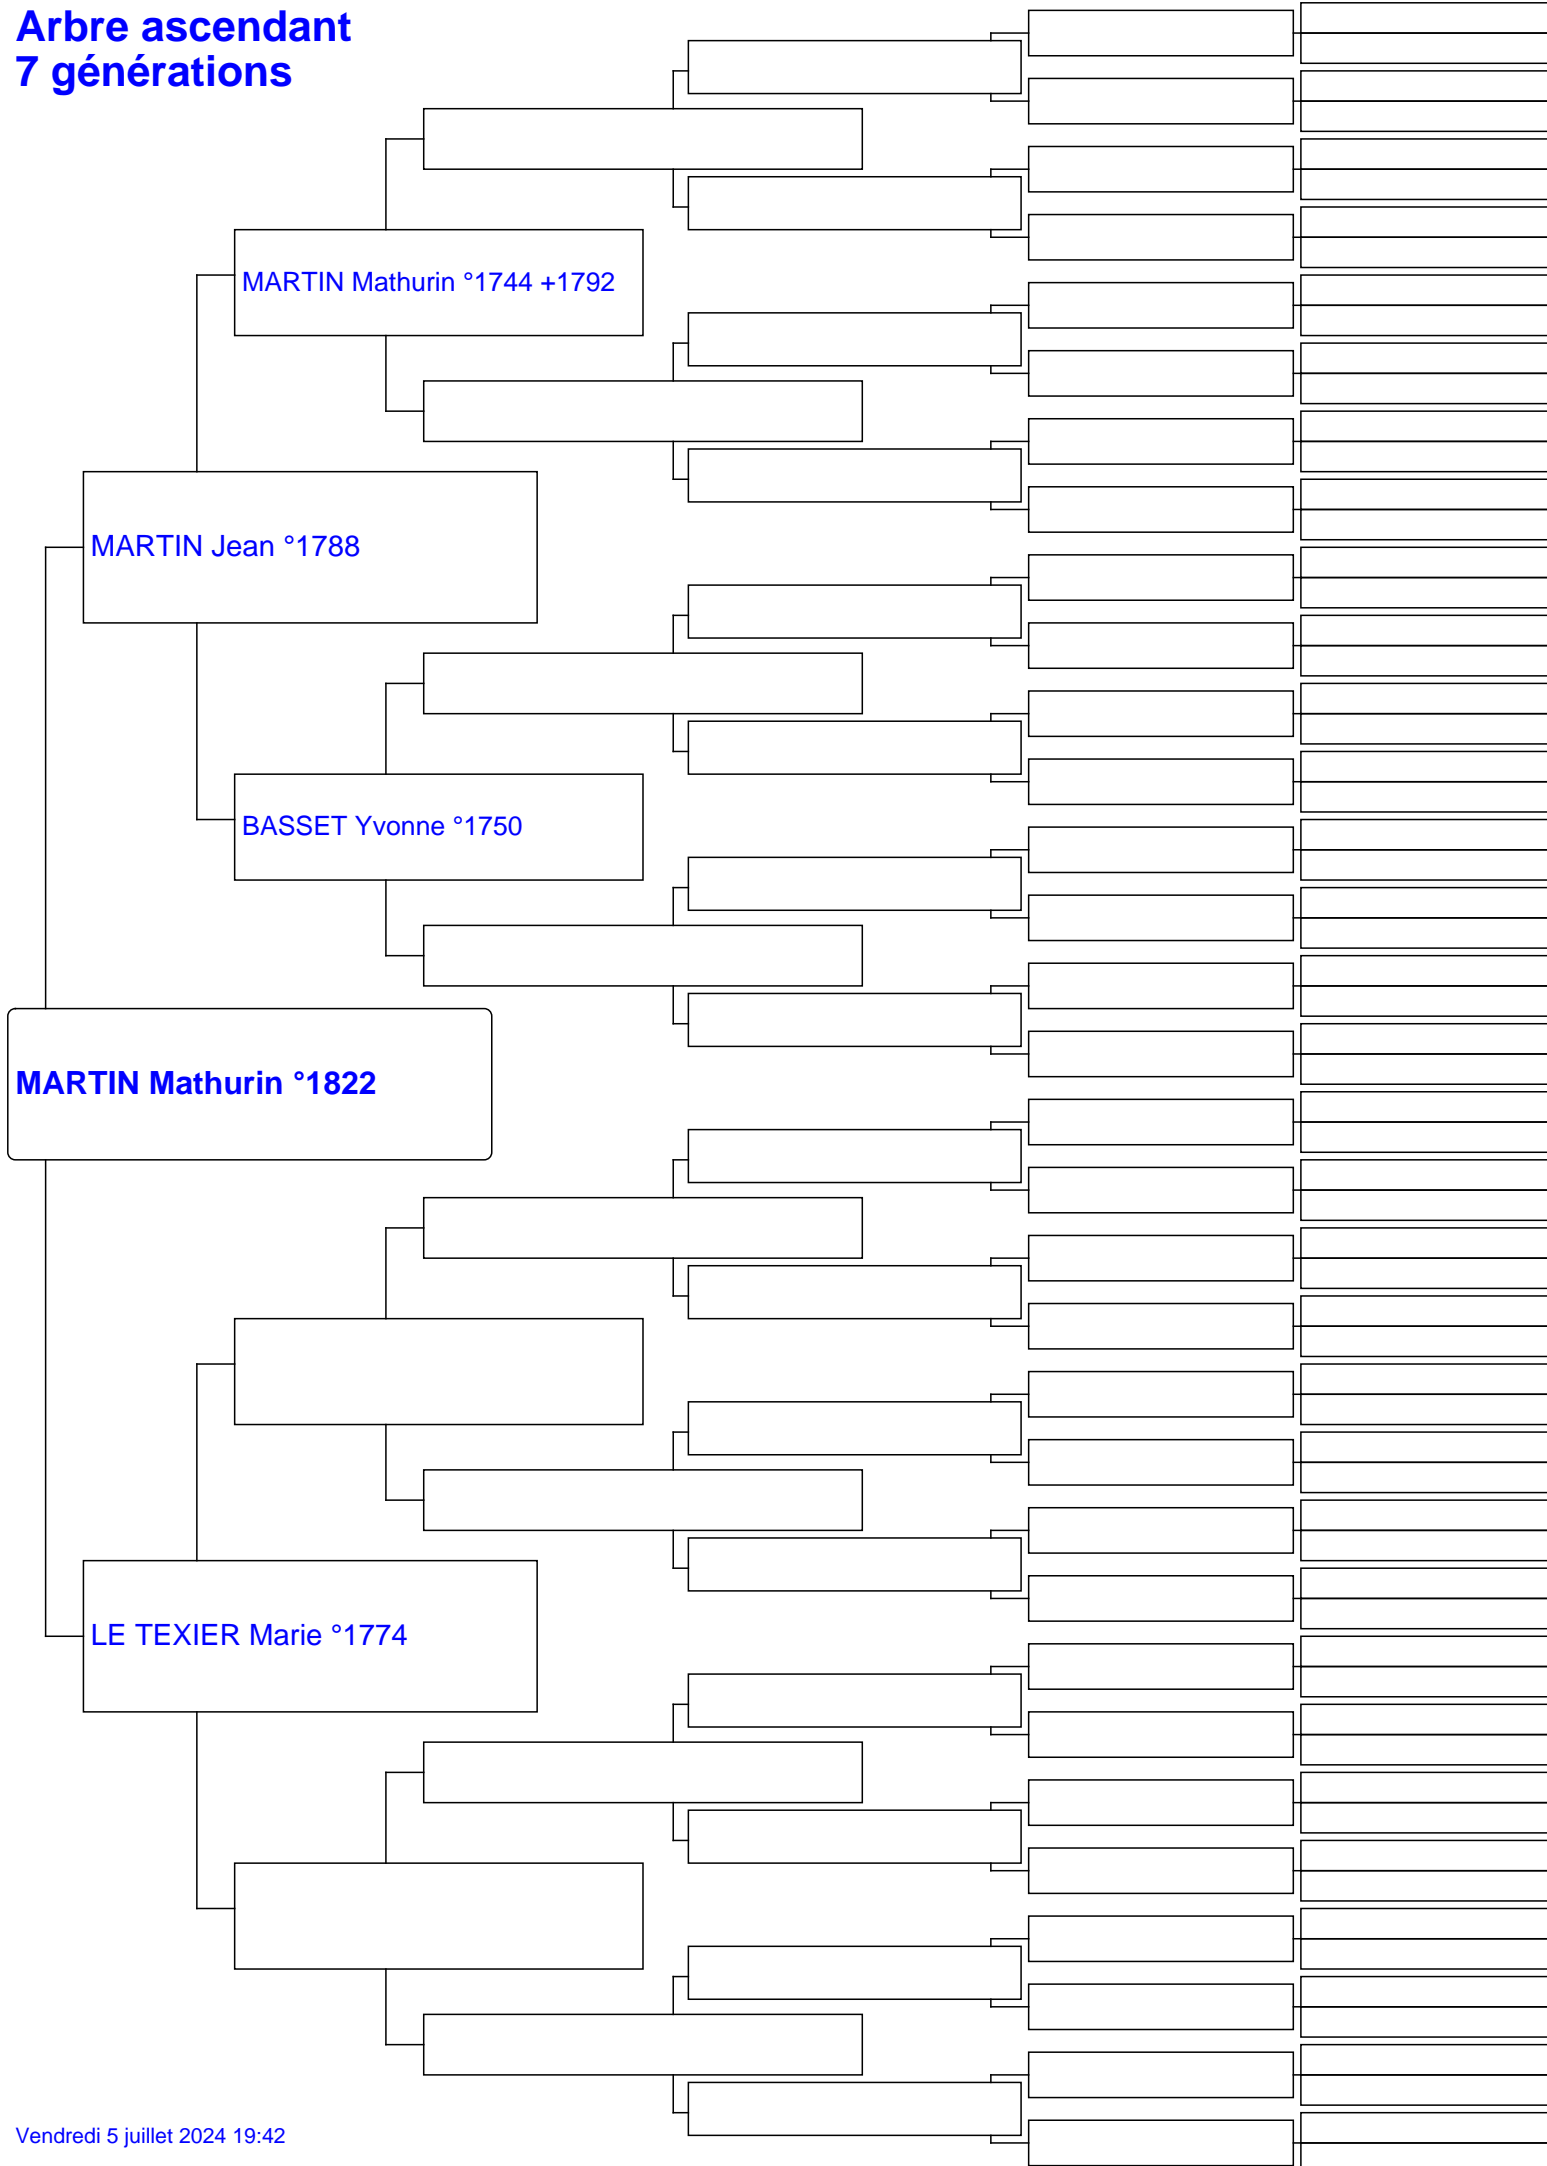 Arbre ascendant
7 générations
MARTIN Mathurin °1744 +1792
MARTIN Jean °1788
BASSET Yvonne °1750
MARTIN Mathurin °1822
LE TEXIER Marie °1774
Vendredi 5 juillet 2024 19:42